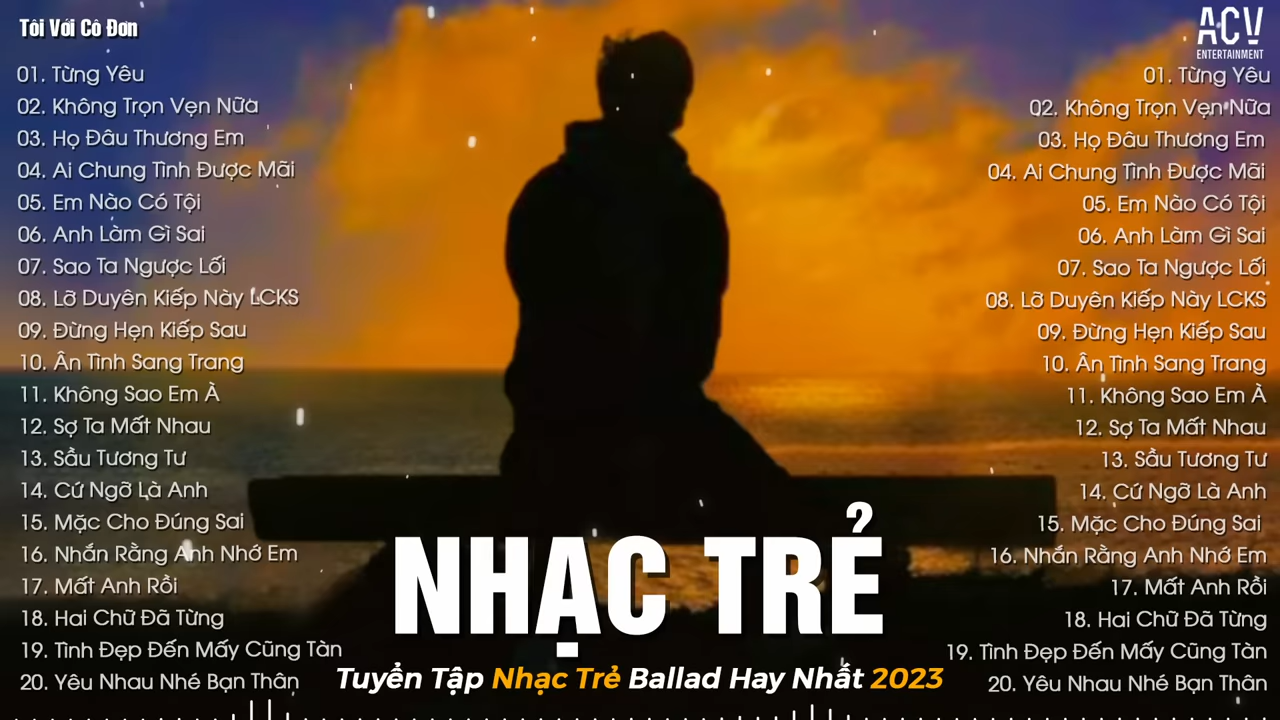 Tôi Với Cô Đơn
01. Từng Yêu
02. Không Trọn Vẹn Nữa
03. Họ Đâu Thương Em
04. Ai Chung Tình Được Mãi
05. Em Nào Có Tội
06. Anh Làm Gì Sai
07. Sao Ta Ngược Lối
08. Lỡ Duyên Kiếp Này LCKS
09. Đừng Hẹn Kiếp Sau
10. Ân Tình Sang Trang
11. Không Sao Em À
12. Sợ Ta Mất Nhau
13. Sầu Tương Tư
14. Cứ Ngỡ Là Anh
15. Mặc Cho Đúng Sai
16. Nhắn Rằng Anh Nhớ Em
17. Mất Anh Rồi
18. Hai Chữ Đã Từng
19. Tình Đẹp Đến Mấy Cũng Tàn
20. Yêu Nhau Nhé Bạn Thân
ACV
ENTERTAINMENT
01. Từng Yêu
02. Không Trọn Vẹn Nữa
03. Họ Đâu Thương Em
04. Ai Chung Tình Được Mãi
05. Em Nào Có Tội
06. Anh Làm Gì Sai
07. Sao Ta Ngược Lối
08. Lỡ Duyên Kiếp Này LCKS
09. Đừng Hẹn Kiếp Sau
10. Ân Tình Sang Trang
11. Không Sao Em À
12. Sợ Ta Mất Nhau
13. Sầu Tương Tư
14. Cứ Ngỡ Là Anh
15. Mặc Cho Đúng Sai
16. Nhắn Rằng Anh Nhớ Em
17. Mất Anh Rồi
18. Hai Chữ Đã Từng
19. Tình Đẹp Đến Mấy Cũng Tàn
20. Yêu Nhau Nhé Bạn Thân
NHẠC TRẺ
Tuyển Tập Nhạc Trẻ Ballad Hay Nhất 2023